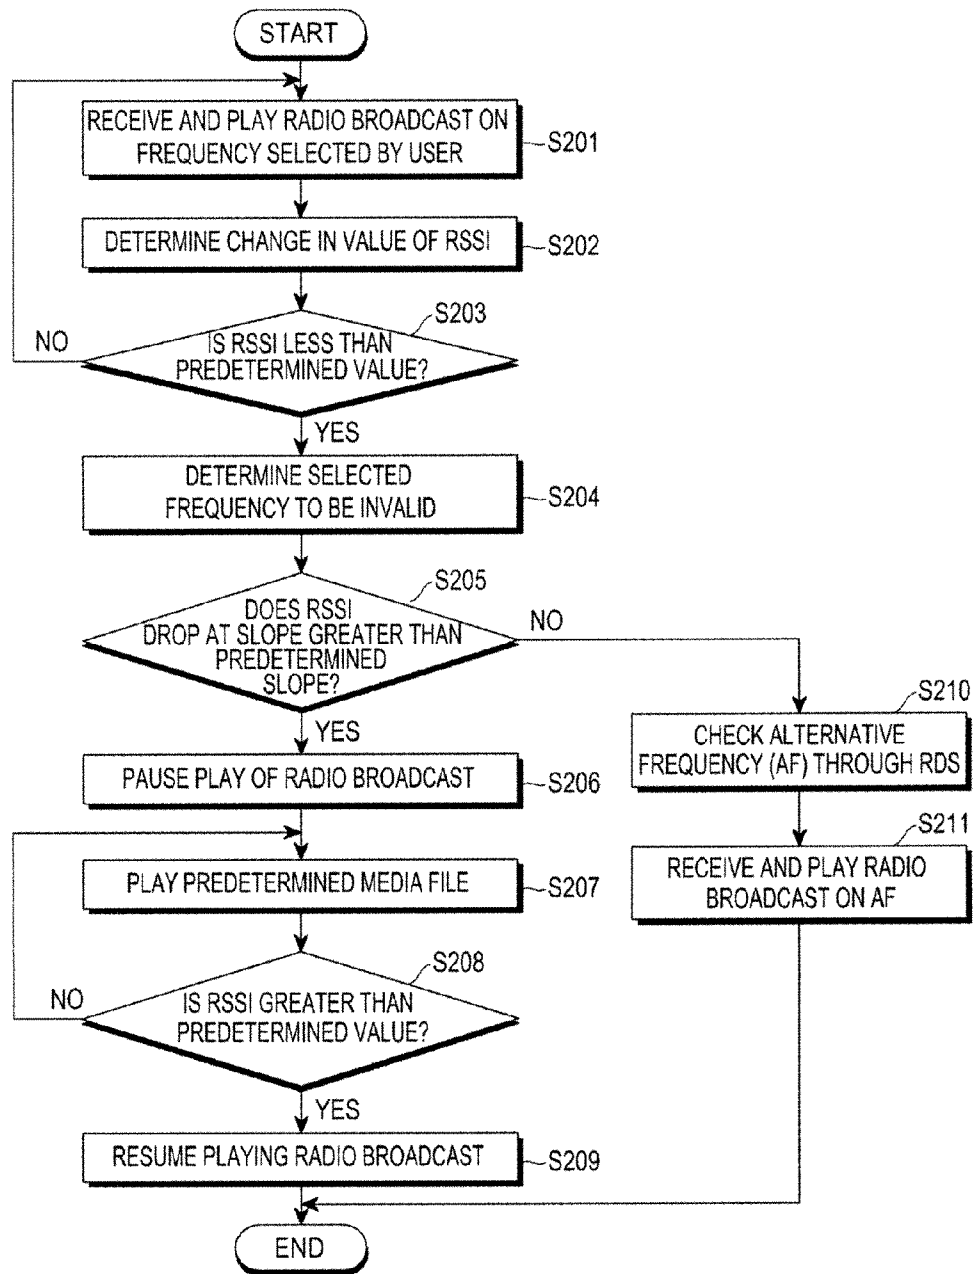 START
RECEIVE AND PLAY RADIO BROADCAST ON
FREQUENCY SELECTED BY USER
S201
DETERMINE CHANGE IN VALUE OF RSSI
S202
S203
NO
IS RSSI LESS THAN
PREDETERMINED VALUE?
YES
DETERMINE SELECTED
FREQUENCY TO BE INVALID
S204
S205
DOES RSSI
DROP AT SLOPE GREATER THAN
PREDETERMINED
SLOPE?
NO
YES
S210
CHECK ALTERNATIVE
FREQUENCY (AF) THROUGH RDS
PAUSE PLAY OF RADIO BROADCAST
S206
S211
RECEIVE AND PLAY RADIO
BROADCAST ON AF
PLAY PREDETERMINED MEDIA FILE
S207
S208
NO
IS RSSI GREATER THAN
PREDETERMINED VALUE?
YES
RESUME PLAYING RADIO BROADCAST
S209
END